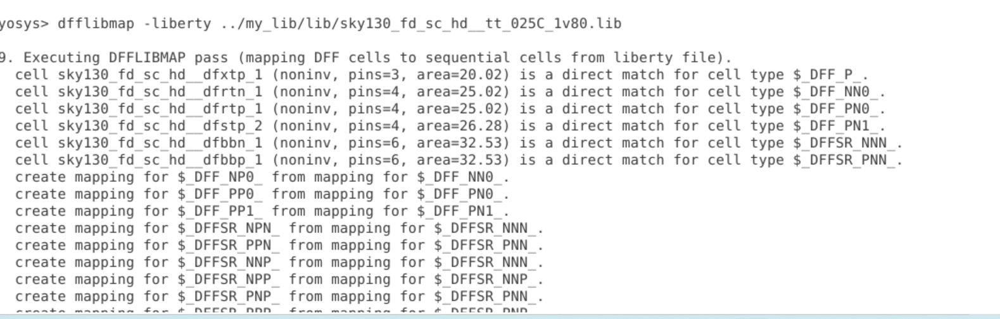 yosys> dfflibmap -liberty ../my_lib/lib/sky130_fd_sc_hd__tt_025C_1v80.lib
9. Executing DFFLIBMAP pass (mapping DFF cells to sequential cells from liberty file).
cell sky130_fd_sc_hd__dfxtp_1 (noninv, pins=3, area=20.02) is a direct match for cell type $_DFF_P_.
cell sky130_fd_sc_hd__dfrtn_1 (noninv, pins=4, area=25.02) is a direct match for cell type $_DFF_NN0_.
cell sky130_fd_sc_hd__dfrtp_1 (noninv, pins=4, area=25.02) is a direct match for cell type $_DFF_PN0_.
cell sky130_fd_sc_hd__dfstp_2 (noninv, pins=4, area=26.28) is a direct match for cell type $_DFF_PN1_.
cell sky130_fd_sc_hd__dfbbn_1 (noninv, pins=6, area=32.53) is a direct match for cell type $_DFFSR_NNN_.
cell sky130_fd_sc_hd__dfbbp_1 (noninv, pins=6, area=32.53) is a direct match for cell type $_DFFSR_PNN_.
create mapping for $_DFF_NP0_ from mapping for $_DFF_NN0_.
create mapping for $_DFF_PP0_ from mapping for $_DFF_PN0_.
create mapping for $_DFF_PP1_ from mapping for $_DFF_PN1_.
create mapping for $_DFFSR_NPN_ from mapping for $_DFFSR_NNN_.
create mapping for $_DFFSR_PPN_ from mapping for $_DFFSR_PNN_.
create mapping for $_DFFSR_NNP_ from mapping for $_DFFSR_NNN_.
create mapping for $_DFFSR_NPP_ from mapping for $_DFFSR_NNP_.
create mapping for $_DFFSR_PNP_ from mapping for $_DFFSR_PNN_.
create mapping for